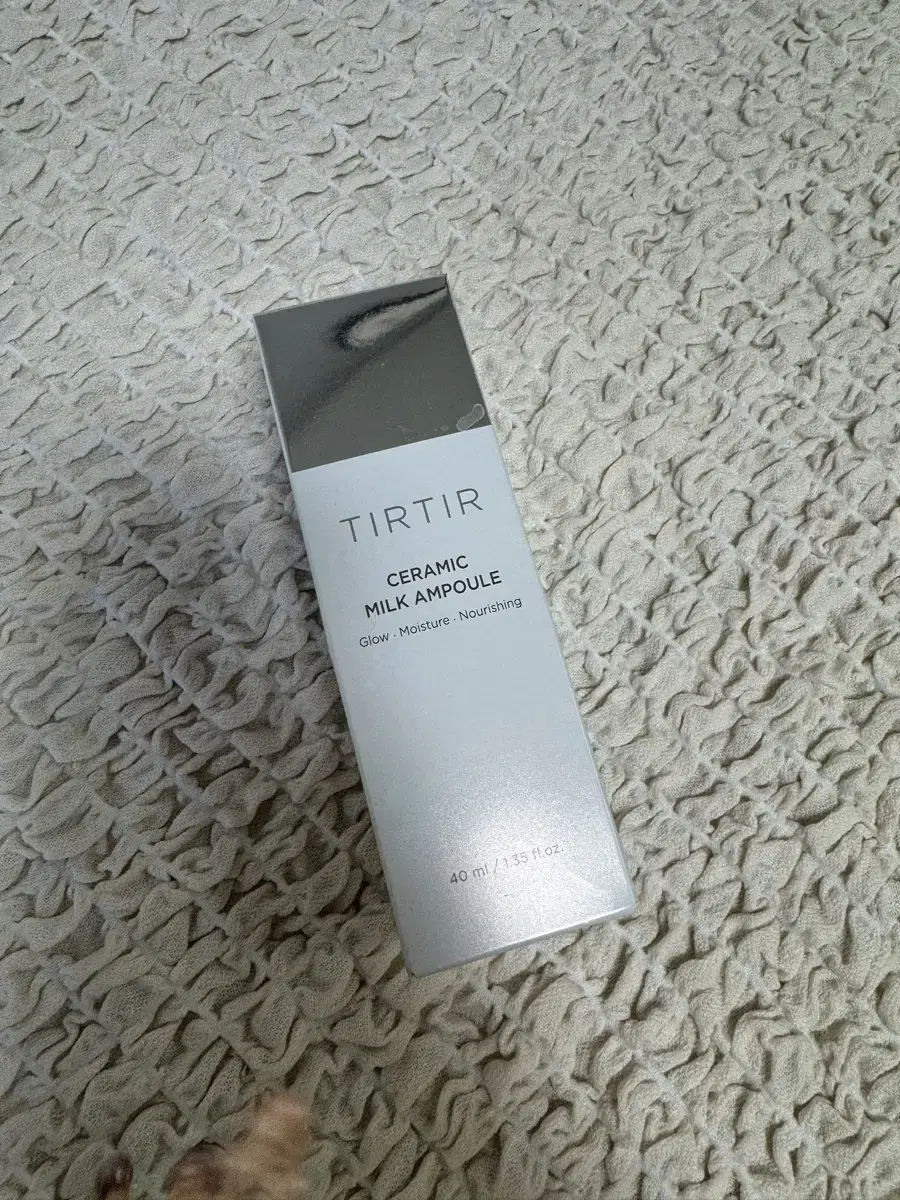 TIRTIR
CERAMIC
MILK AMPOULE
Glow · Moisture · Nourishing
40 ml / 1.35 fl.oz.